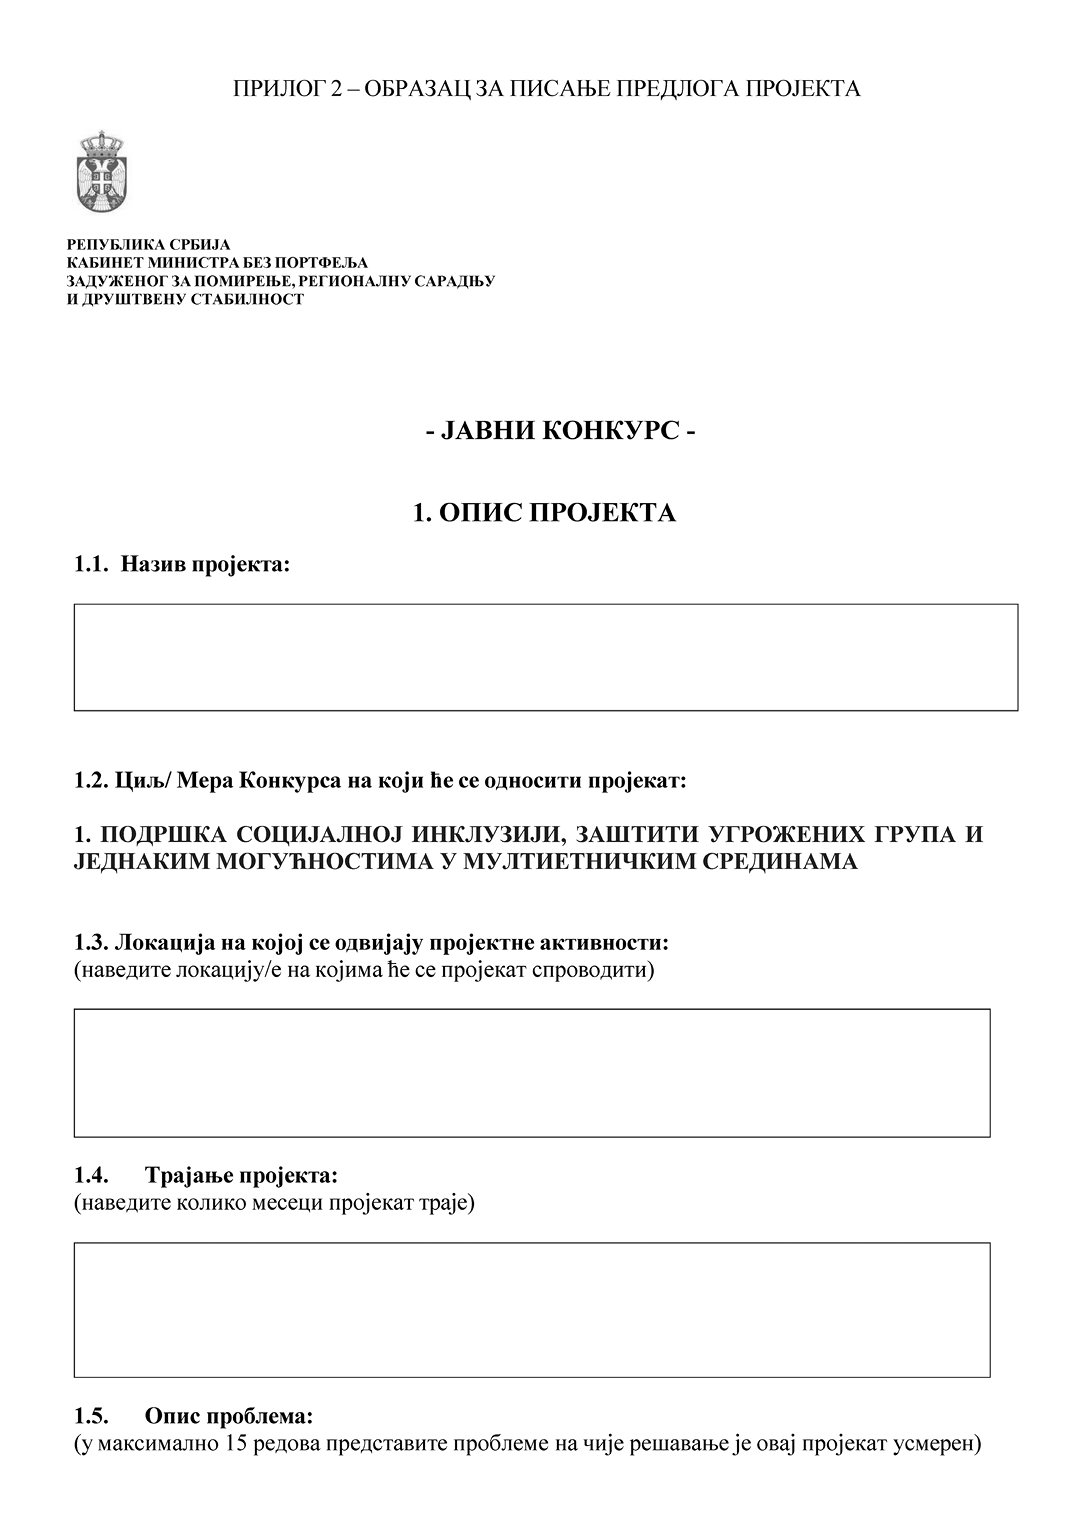 ПРИЛОГ 2 – ОБРАЗАЦ ЗА ПИСАЊЕ ПРЕДЛОГА ПРОЈЕКТА
РЕПУБЛИКА СРБИЈА
КАБИНЕТ МИНИСТРА БЕЗ ПОРТФЕЉА
ЗАДУЖЕНОГ ЗА ПОМИРЕЊЕ, РЕГИОНАЛНУ САРАДЊУ
И ДРУШТВЕНУ СТАБИЛНОСТ
- ЈАВНИ КОНКУРС -
1. ОПИС ПРОЈЕКТА
1.1. Назив пројекта:
1.2. Циљ/ Мера Конкурса на који ће се односити пројекат:
1. ПОДРШКА СОЦИЈАЛНОЈ ИНКЛУЗИЈИ, ЗАШТИТИ УГРОЖЕНИХ ГРУПА И
ЈЕДНАКИМ МОГУЋНОСТИМА У МУЛТИЕТНИЧКИМ СРЕДИНАМА
1.3. Локација на којој се одвијају пројектне активности:
(наведите локацију/е на којима ће се пројекат спроводити)
1.4. Трајање пројекта:
(наведите колико месеци пројекат траје)
1.5. Опис проблема:
(у максимално 15 редова представите проблеме на чије решавање је овај пројекат усмерен)